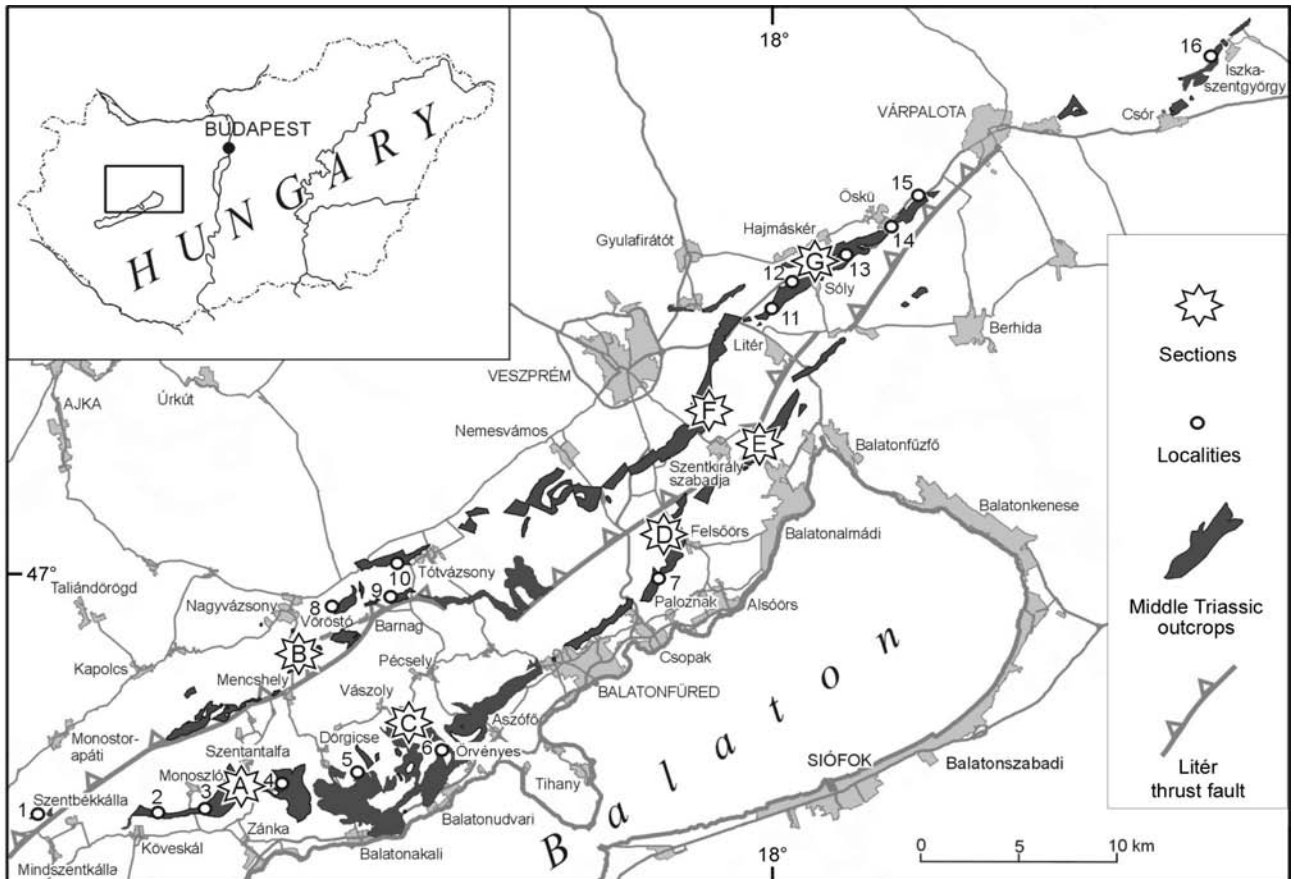 18°
16
Iszka-
szentgyörgy
47°
BUDAPEST
HUNGARY
VÁRPALOTA
Csór
15
Öskü
Hajmáskér
14
Gyulafirátót
G
13
12
Sóly
11
Berhida
Litér
VESZPRÉM
AJKA
Úrkút
F
Nemesvámos
E
Balatonfűzfő
Szentkirály-
szabadja
Balatonkenese
D
Felsőörs
Balatonalmádi
47°
10
Tótvázsony
7
Taliándörögd
9
Nagyvázsony
8
Vöröstó
Paloznak
Alsóörs
Barnag
B
Kapolcs
Pécsely
Csopak
Mencshely
Vászoly
BALATONFÜRED
C
Aszófő
Monostor-
apáti
Dörgicse
6
Örvényes
Szentantalfa
5
Monoszló
A
4
Tihany
SIÓFOK
Balatonszabadi
1
Szentbékkálla
2
3
Balatonudvari
Zánka
Köveskál
Balatonakali
Mindszentkálla
Balaton
18°
0
5
10 km
Sections
Localities
Middle Triassic
outcrops
Litér
thrust fault